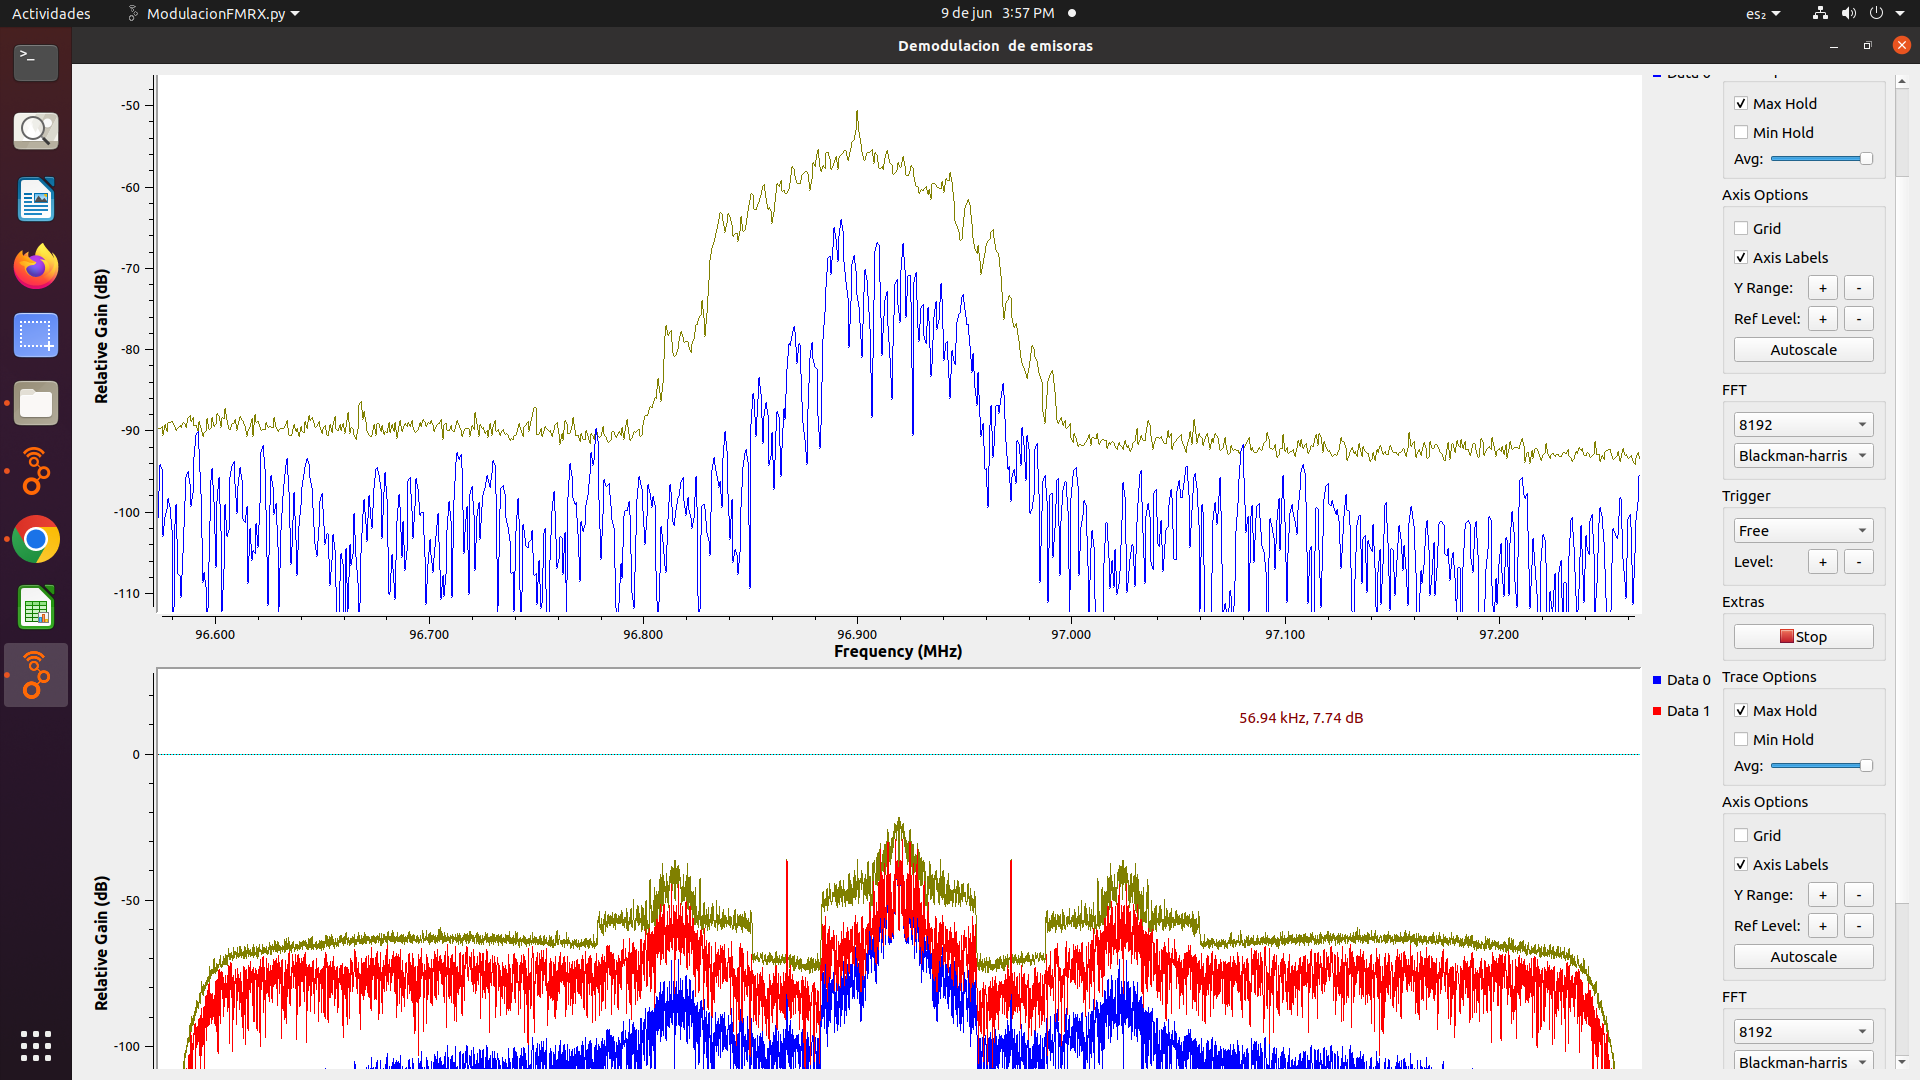 Actividades
ModulacionFMRX.py
9 de jun 3:57 PM
es₂
Demodulacion de emisoras
Data 0
Max Hold
Min Hold
Avg:
Axis Options
Grid
Axis Labels
Y Range: + -
Ref Level: + -
Autoscale
FFT
8192
Blackman-harris
Trigger
Free
Level: + -
Extras
Stop
Relative Gain (dB)
-50
-60
-70
-80
-90
-100
-110
96.600 96.700 96.800 96.900 97.000 97.100 97.200
Frequency (MHz)
Data 0
Data 1
56.94 kHz, 7.74 dB
Relative Gain (dB)
0
-50
-100
Trace Options
Max Hold
Min Hold
Avg:
Axis Options
Grid
Axis Labels
Y Range: + -
Ref Level: + -
Autoscale
FFT
8192
Blackman-harris